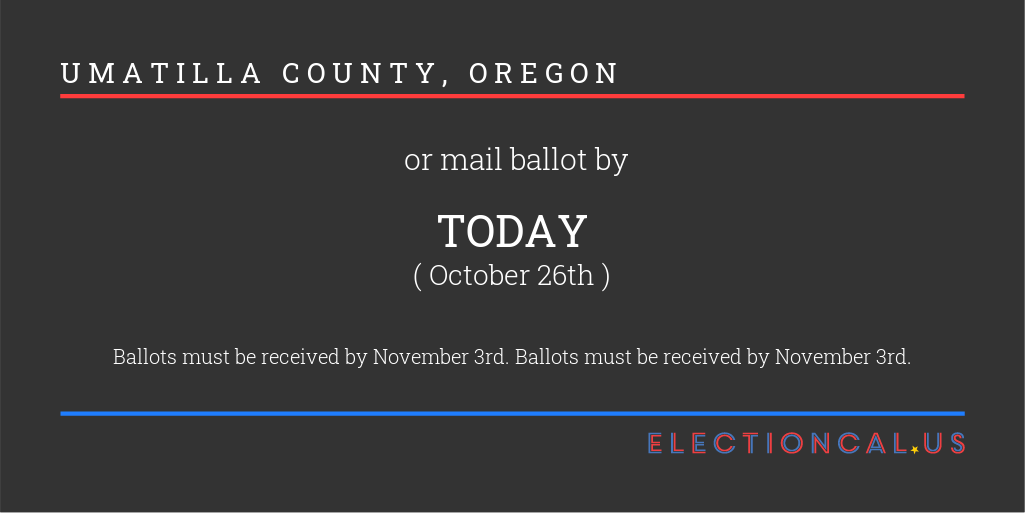 UMATILLA COUNTY, OREGON
or mail ballot by
TODAY
( October 26th )
Ballots must be received by November 3rd. Ballots must be received by November 3rd.
ELECTIONCAL.US